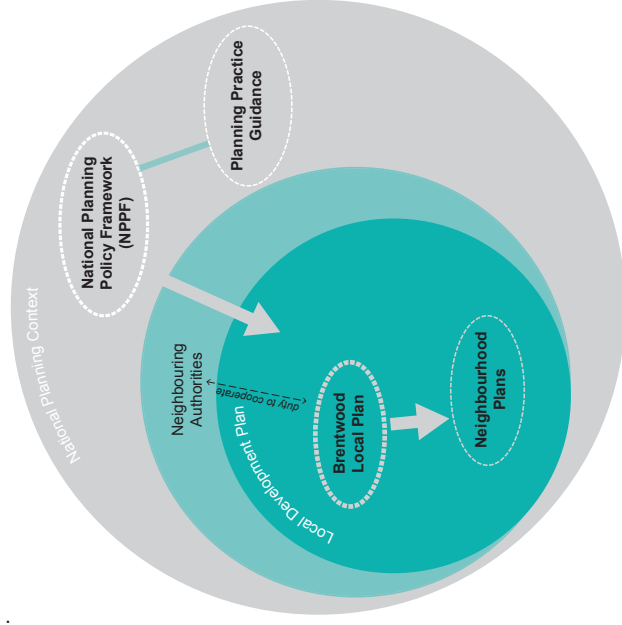 National Planning Context
National Planning
Policy Framework
(NPPF)
Planning Practice
Guidance
Neighbouring
Authorities
duty to cooperate
Local Development Plan
Brentwood
Local Plan
Neighbourhood
Plans